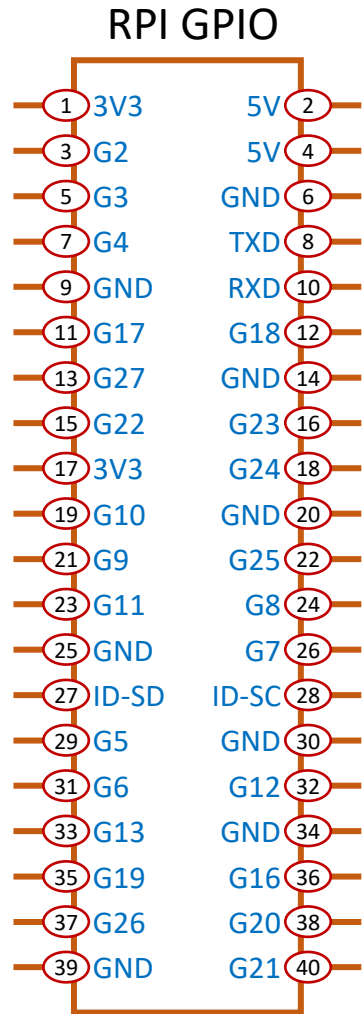 RPI GPIO
1 3V3 5V 2
3 G2 5V 4
5 G3 GND 6
7 G4 TXD 8
9 GND RXD 10
11 G17 G18 12
13 G27 GND 14
15 G22 G23 16
17 3V3 G24 18
19 G10 GND 20
21 G9 G25 22
23 G11 G8 24
25 GND G7 26
27 ID-SD ID-SC 28
29 G5 GND 30
31 G6 G12 32
33 G13 GND 34
35 G19 G16 36
37 G26 G20 38
39 GND G21 40